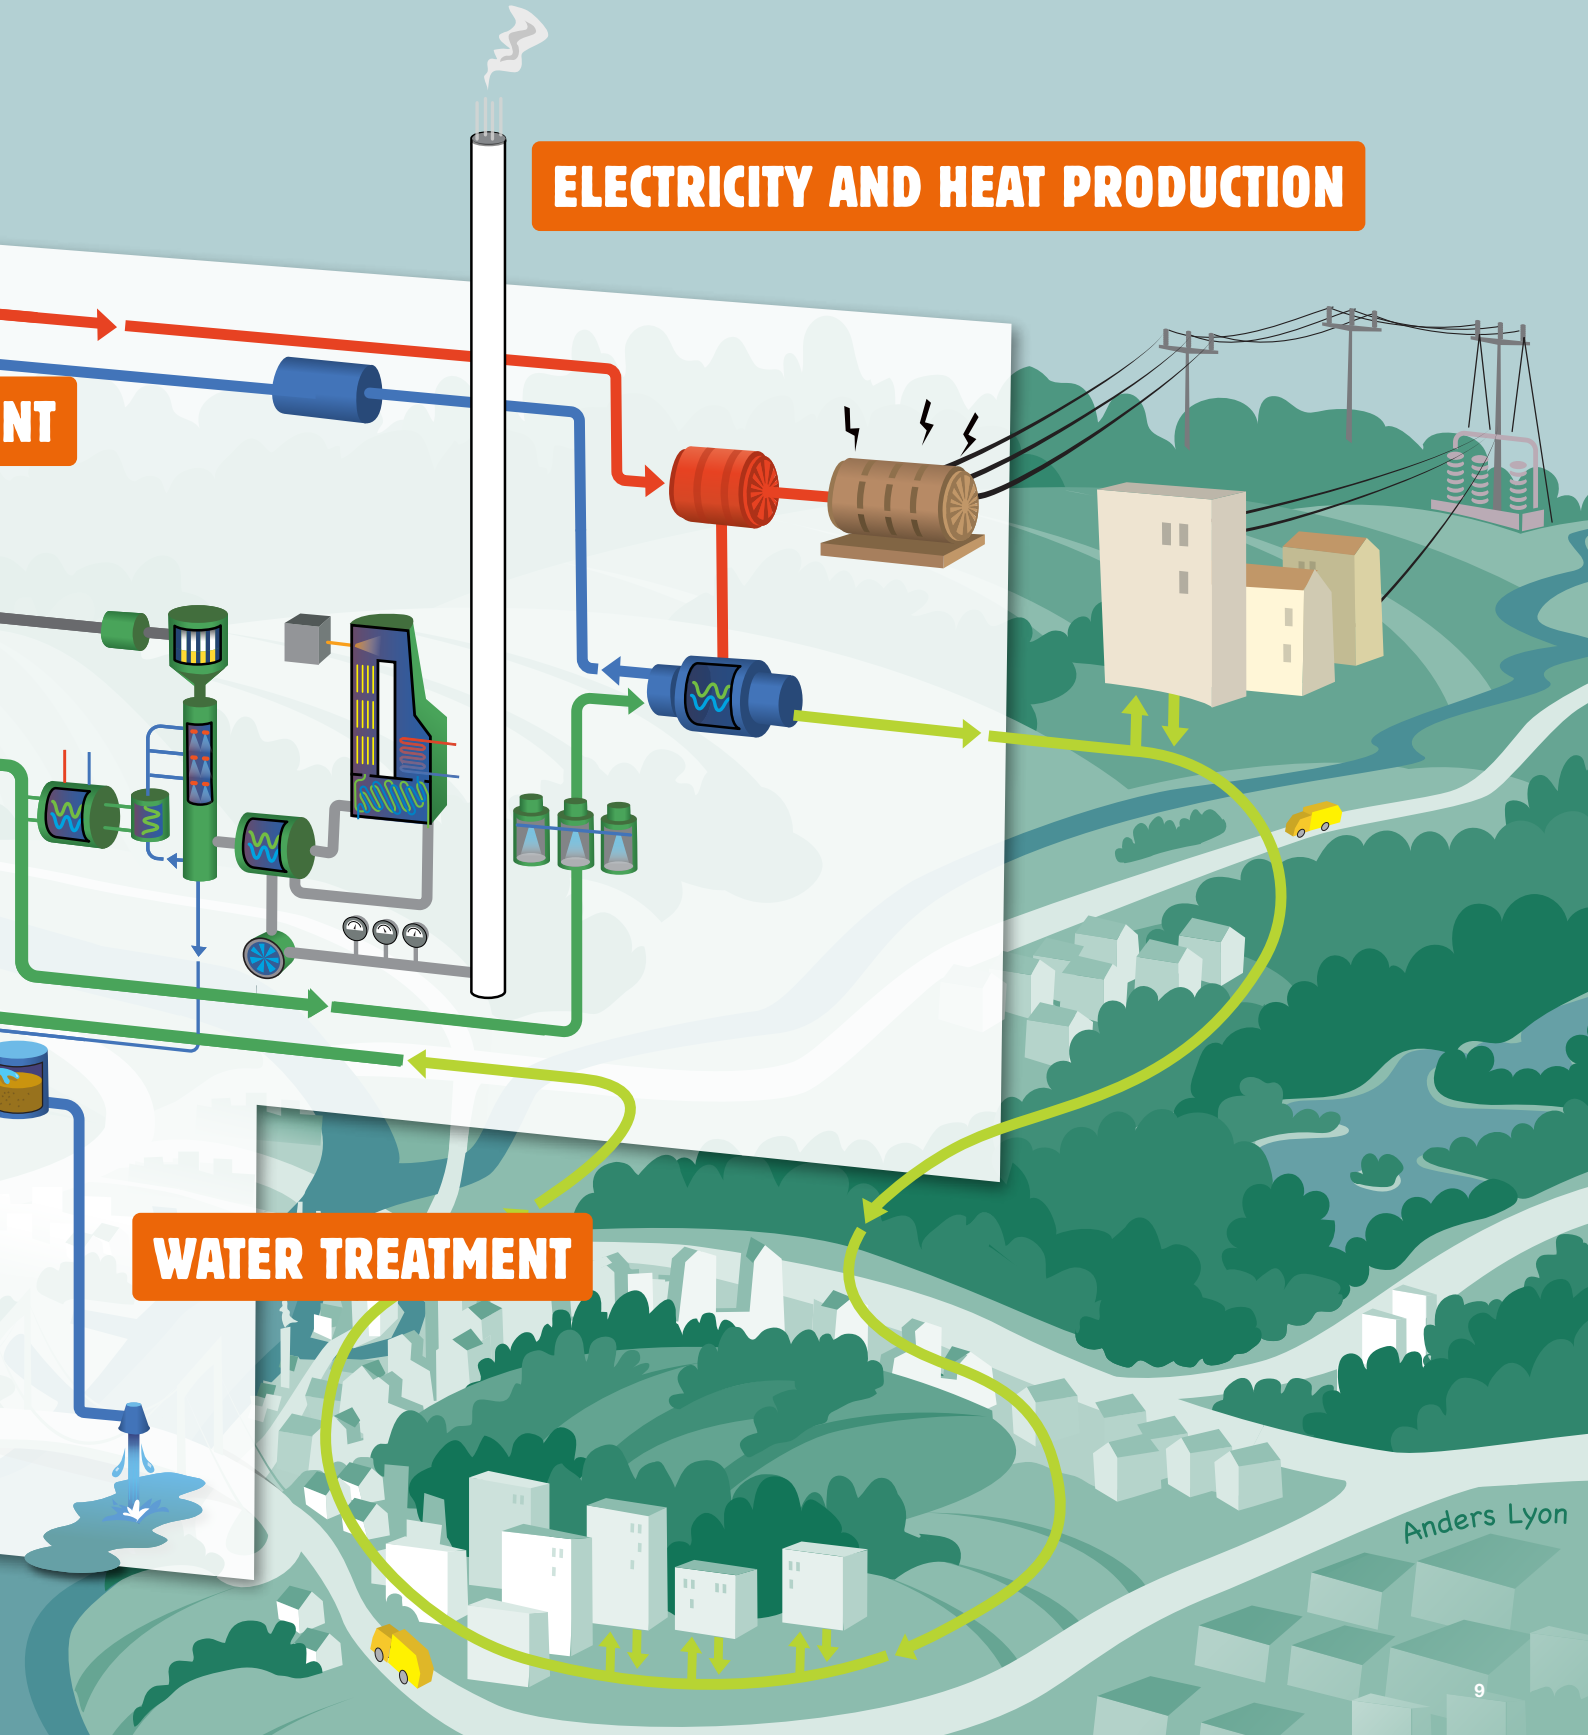 ELECTRICITY AND HEAT PRODUCTION
NT
WATER TREATMENT
Anders Lyon
9